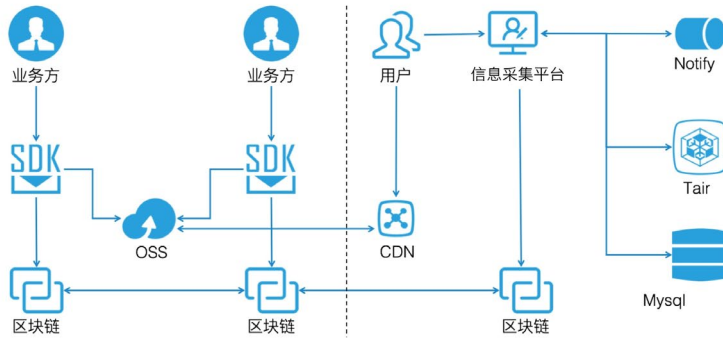 业务方
业务方
用户
信息采集平台
Notify
SDK
SDK
Tair
OSS
CDN
Mysql
区块链
区块链
区块链